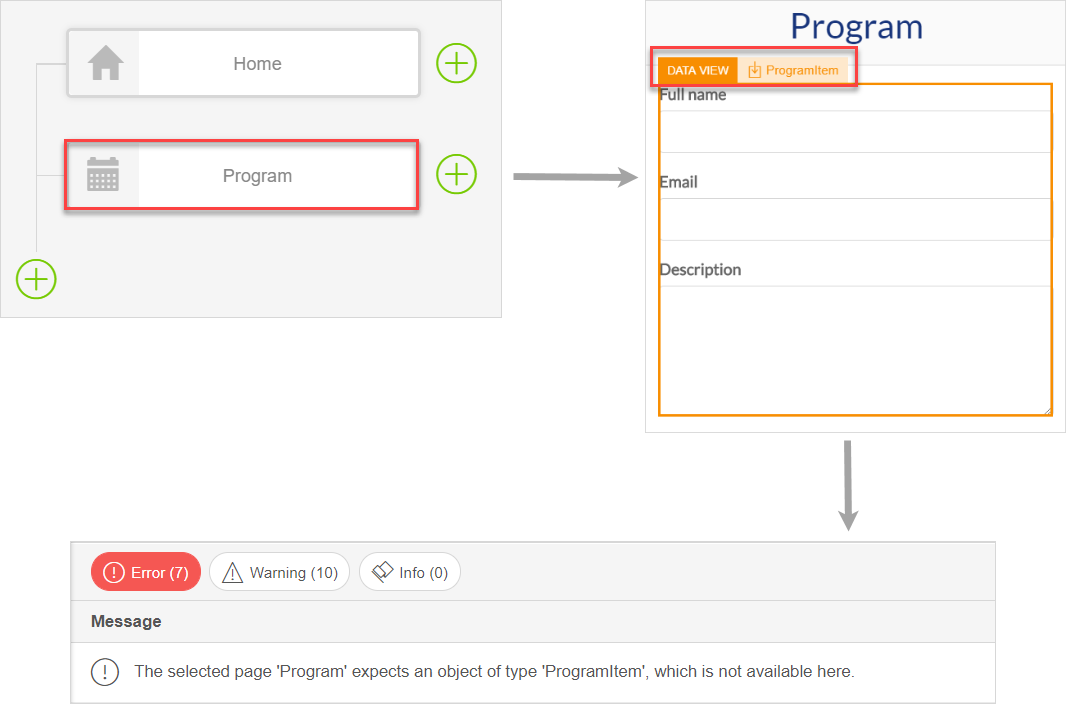 Home
Program
Program
DATA VIEW ProgramItem
Full name
Email
Description
Error (7) Warning (10) Info (0)
Message
The selected page 'Program' expects an object of type 'ProgramItem', which is not available here.